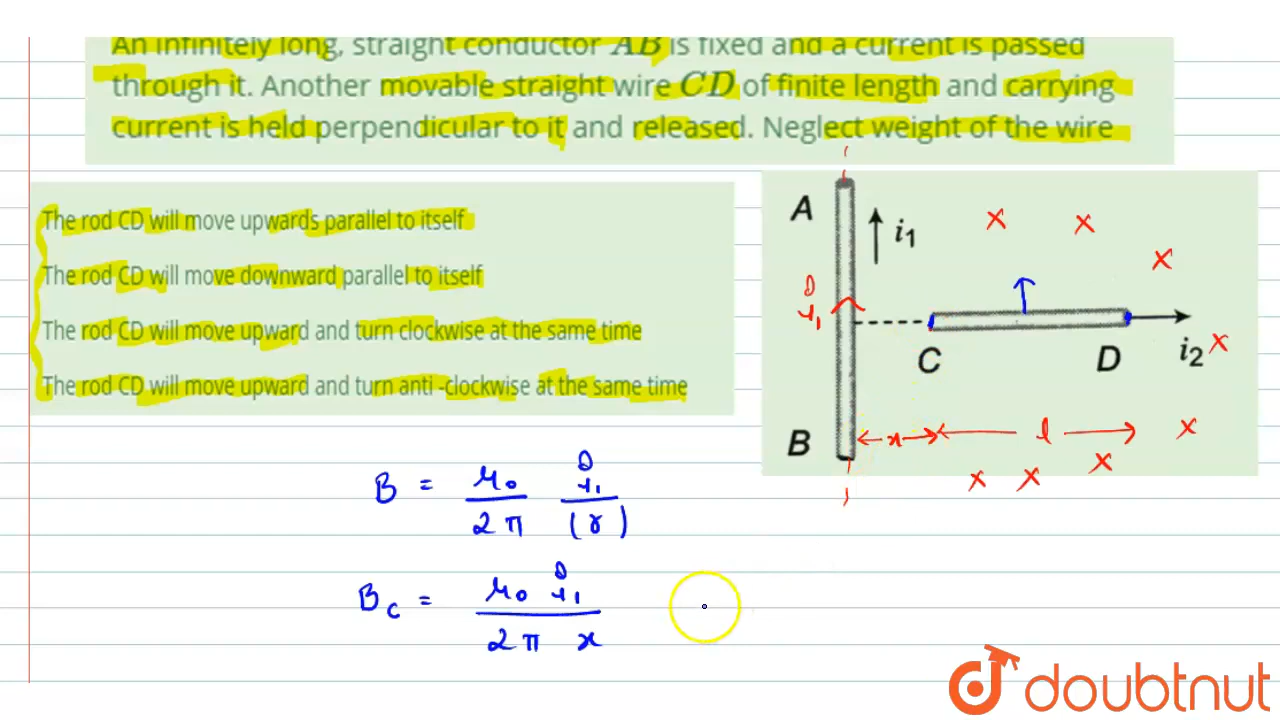 An infinitely long, straight conductor AB is fixed and a current is passed
through it. Another movable straight wire CD of finite length and carrying
current is held perpendicular to it and released. Neglect weight of the wire
The rod CD will move upwards parallel to itself
The rod CD will move downward parallel to itself
The rod CD will move upward and turn clockwise at the same time
The rod CD will move upward and turn anti -clockwise at the same time
A
i₁
i₁
C
D
i₂
B
x
l
× × × × × × × ×
B = μ₀ i₁
2π (r)
B_C = μ₀ i₁
2π x
doubtnut